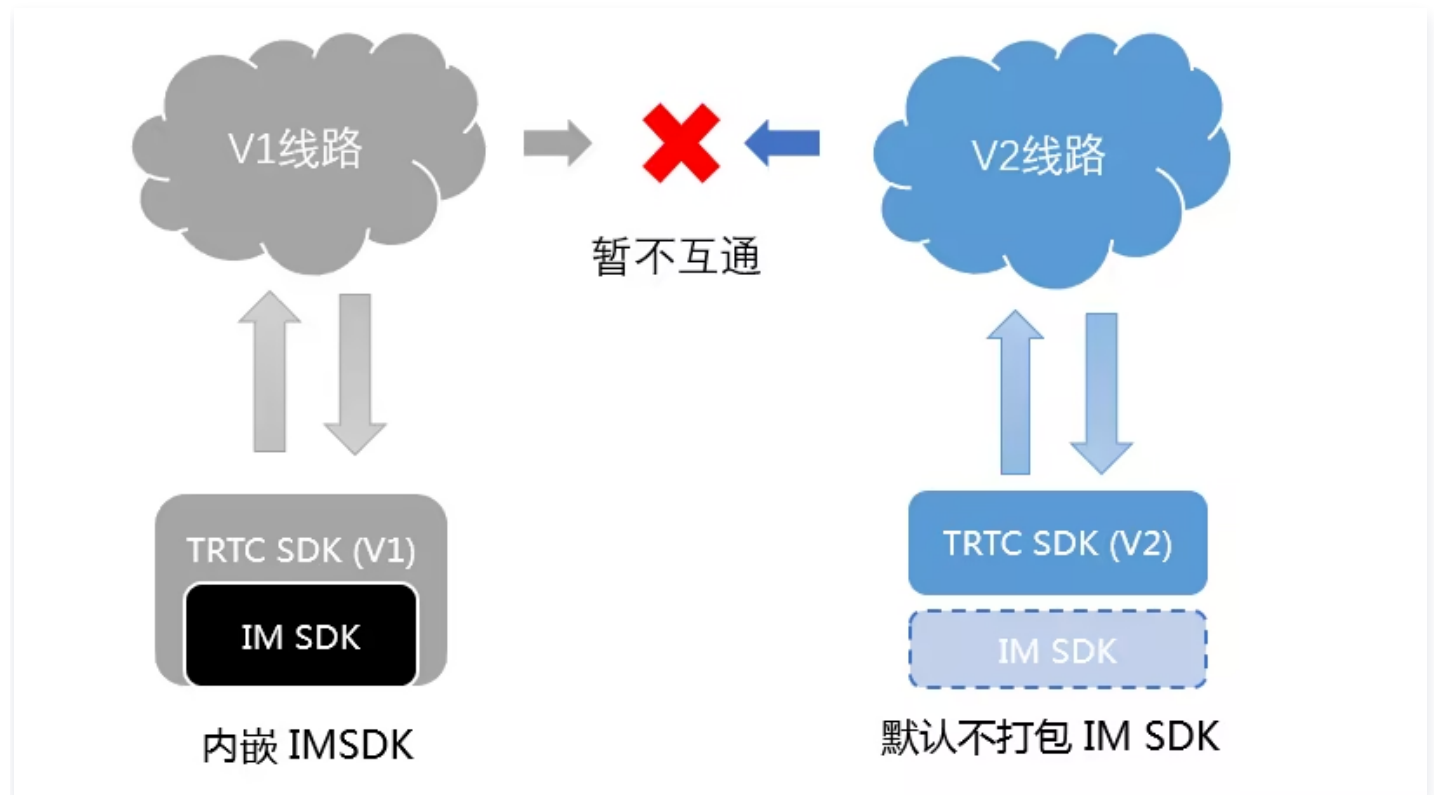 V1线路
V2线路
暂不互通
TRTC SDK (V1)
IM SDK
内嵌 IMSDK
TRTC SDK (V2)
IM SDK
默认不打包 IM SDK